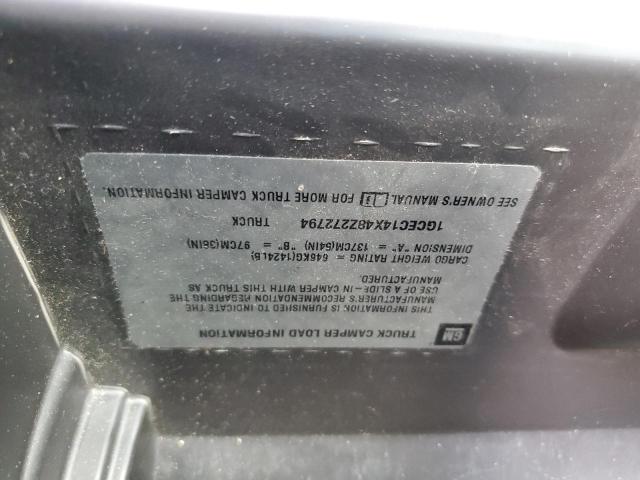 GM TRUCK CAMPER LOAD INFORMATION
THIS INFORMATION IS FURNISHED TO INDICATE THE
MANUFACTURER'S RECOMMENDATION REGARDING THE
USE OF A SLIDE-IN CAMPER WITH THIS TRUCK AS
MANUFACTURED.
CARGO WEIGHT RATING = 646KG(1424LB)
DIMENSION "A" = 137CM(54IN) "B" = 97CM(36IN)
1GCEC14X48Z272794 TRUCK
SEE OWNER'S MANUAL FOR MORE TRUCK CAMPER INFORMATION.